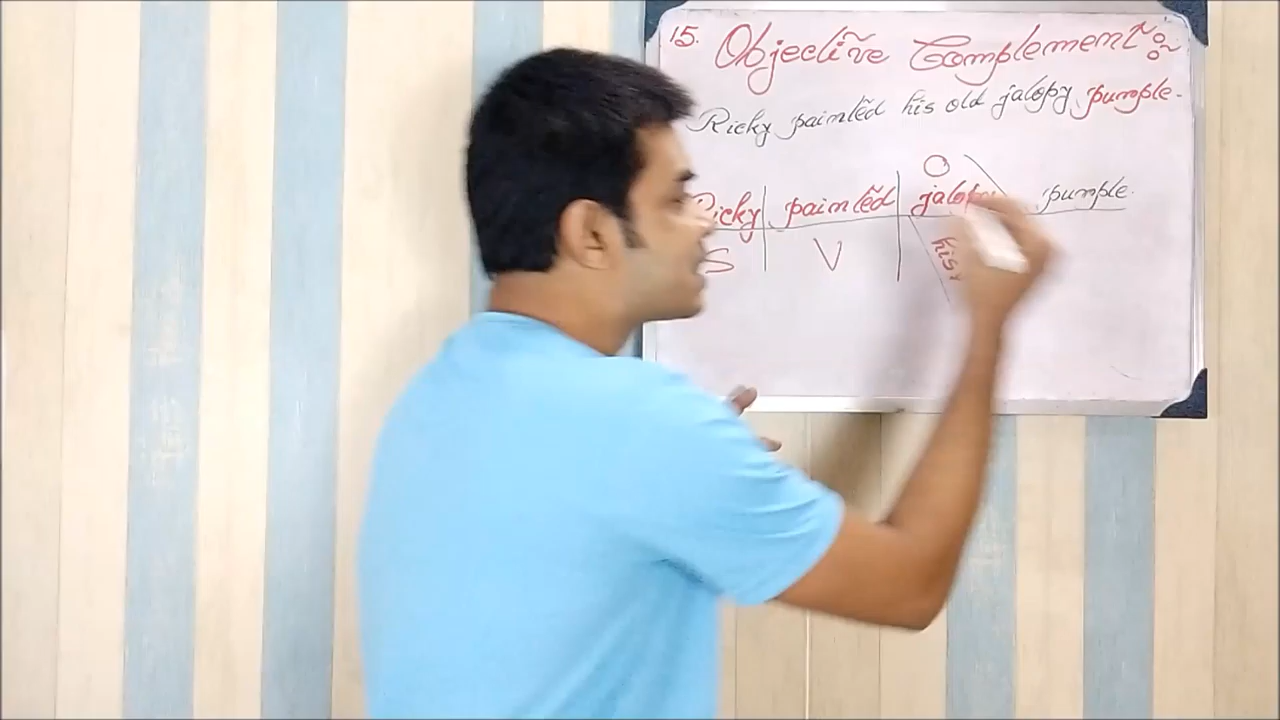 15. Objective Complement:
Ricky painted his old jalopy purple.
O
Ricky painted jalopy purple.
S V his